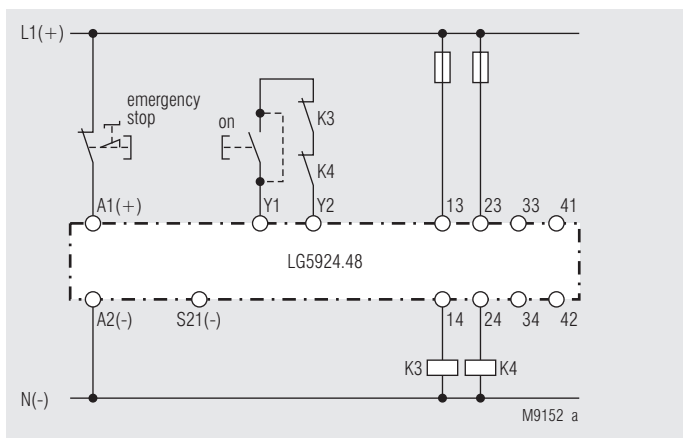 L1(+)
emergency
stop
on
K3
K4
A1(+) Y1 Y2 13 23 33 41
LG5924.48
A2(-) S21(-) 14 24 34 42
K3 K4
N(-)
M9152 a